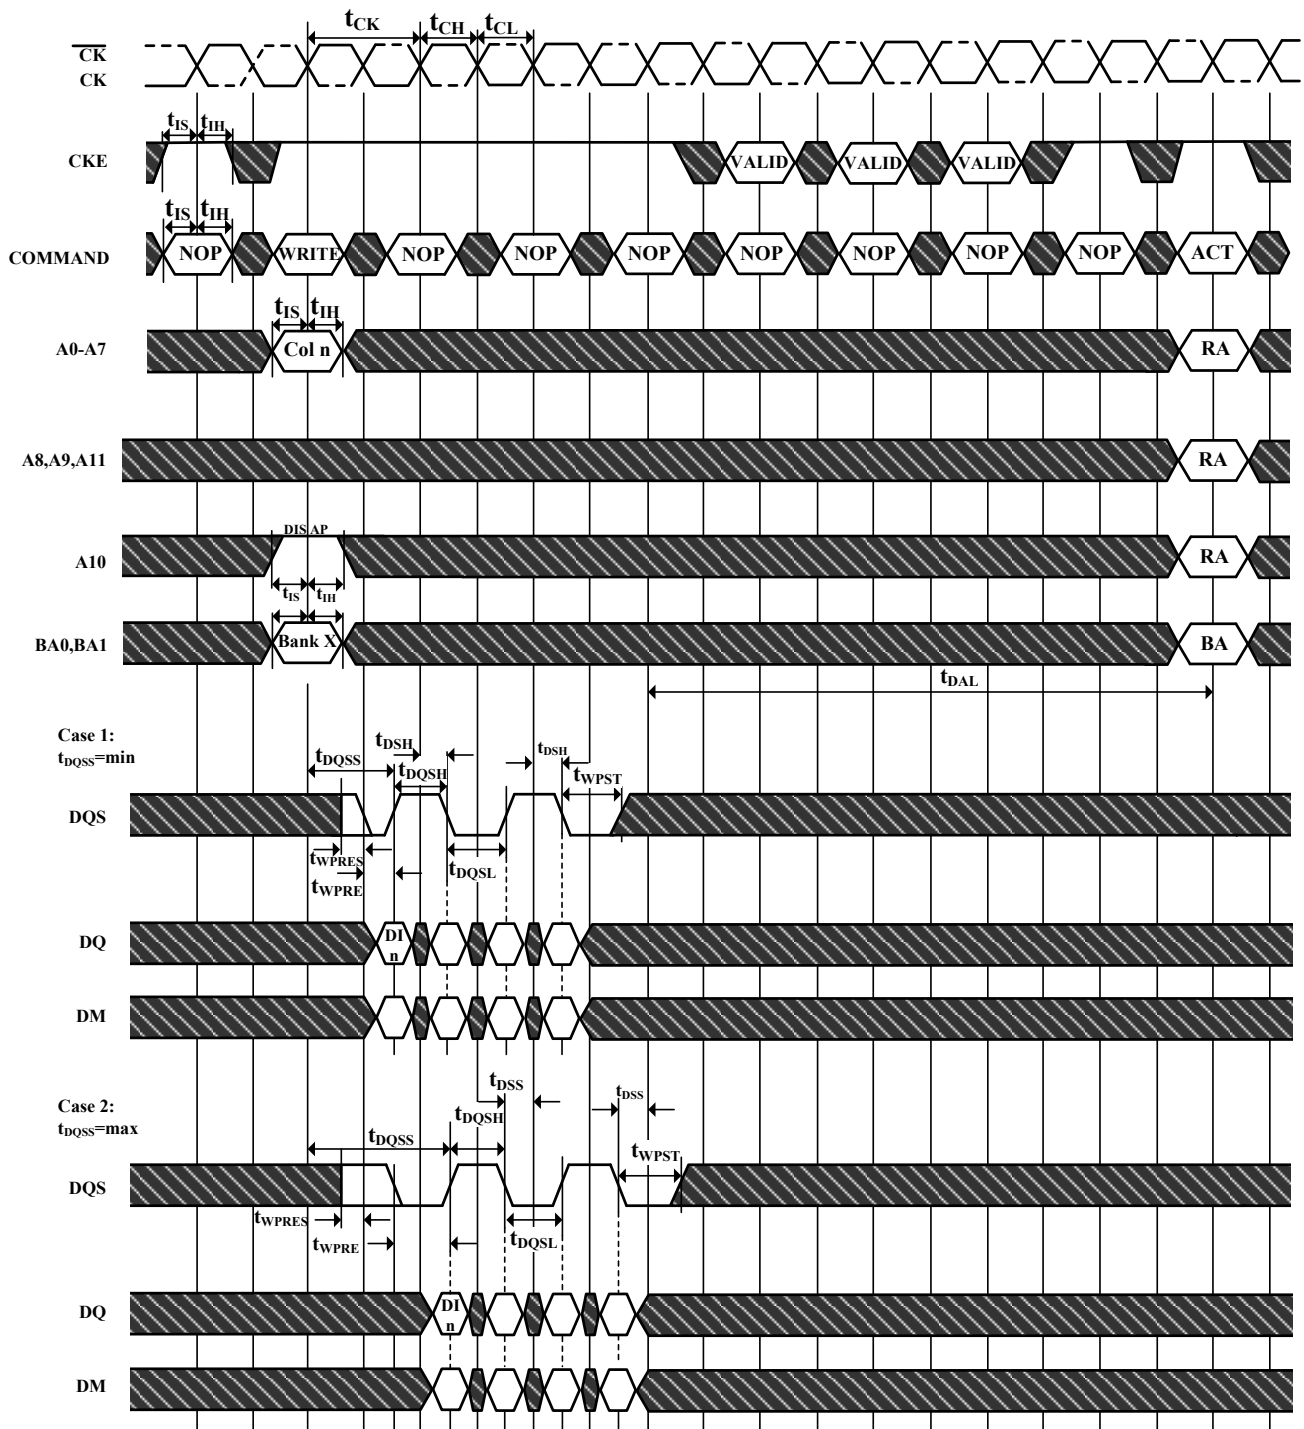 tCK tCH tCL
CK
CK
tIS tIH
CKE VALID VALID VALID
tIS tIH
COMMAND NOP WRITE NOP NOP NOP NOP NOP NOP NOP ACT
tIS tIH
A0-A7 Col n RA
A8,A9,A11 RA
DIS AP
A10 RA
tIS tIH
BA0,BA1 Bank X BA
tDAL
Case 1:
tDQSS=min
tDSH tDSH
tDQSS tDQSH tWPST
DQS
tWPRES tDQSL
tWPRE
DQ DI
n
DM
tDSS tDSS
Case 2:
tDQSS=max
tDQSH
tDQSS tWPST
DQS
tWPRES
tWPRE tDQSL
DQ DI
n
DM